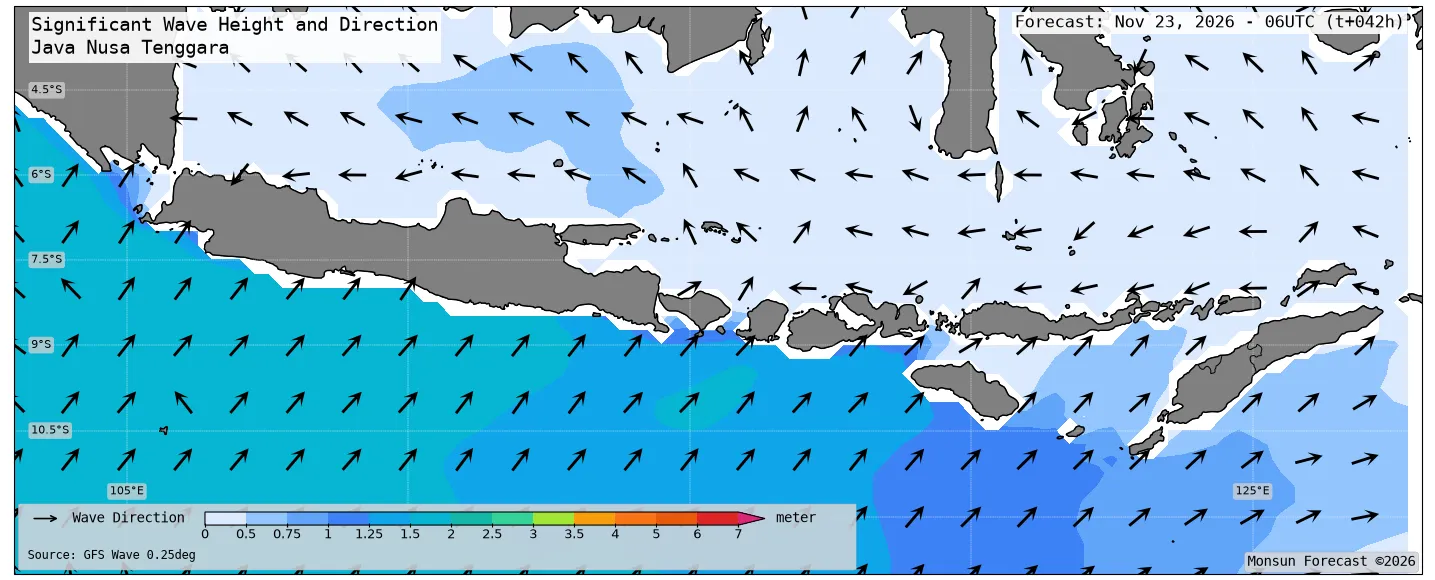 Significant Wave Height and Direction
Java Nusa Tenggara
Forecast: Nov 23, 2026 - 06UTC (t+042h)
4.5°S
6°S
7.5°S
9°S
10.5°S
105°E
125°E
Wave Direction
0 0.5 0.75 1 1.25 1.5 2 2.5 3 3.5 4 5 6 7
meter
Source: GFS Wave 0.25deg
Monsun Forecast ©2026